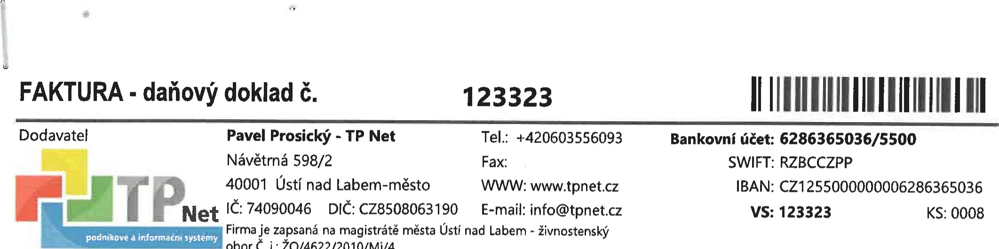 FAKTURA - daňový doklad č. 123323
Dodavatel
TP Net
podnikové a informační systémy
Pavel Prosický - TP Net
Návětrná 598/2
40001 Ústí nad Labem-město
IČ: 74090046 DIČ: CZ8508063190
Firma je zapsaná na magistrátě města Ústí nad Labem - živnostenský
obor Č. j.: ŽO/4622/2010/Mi/4
Tel.: +420603556093
Fax:
WWW: www.tpnet.cz
E-mail: info@tpnet.cz
Bankovní účet: 6286365036/5500
SWIFT: RZBCCZPP
IBAN: CZ1255000000006286365036
VS: 123323 KS: 0008